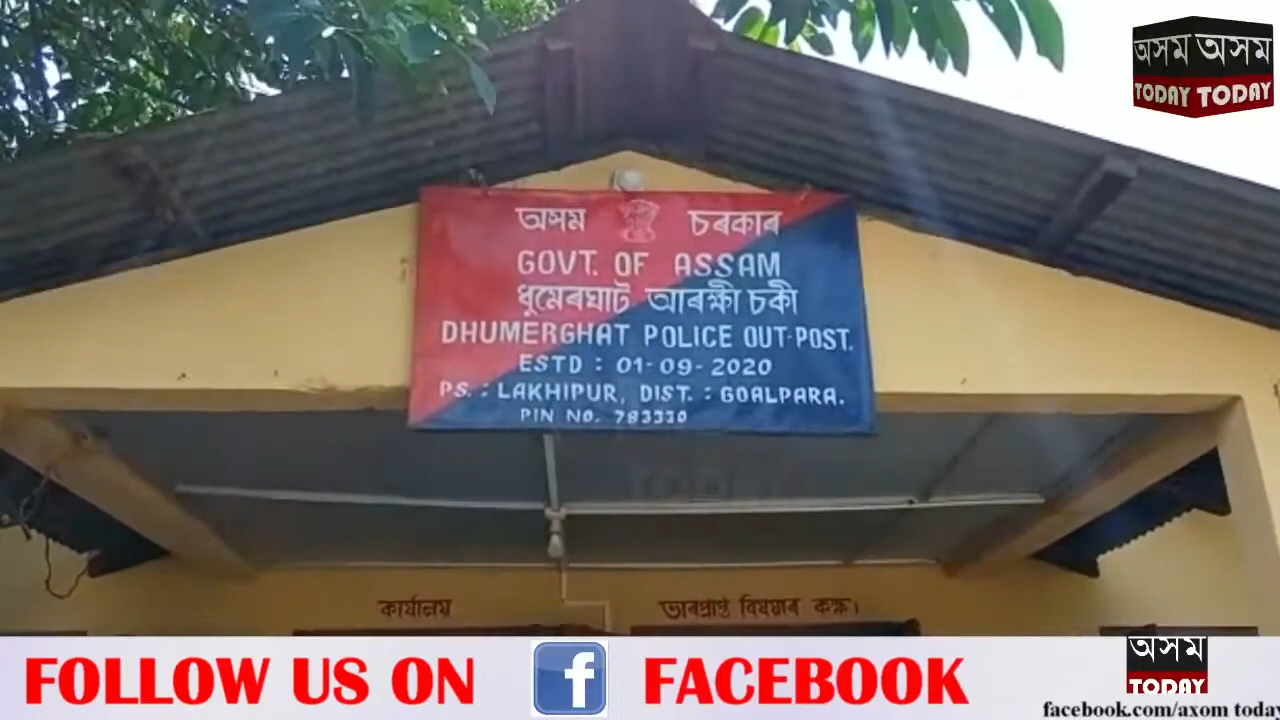 অসম অসম
TODAY TODAY
অসম চৰকাৰ
GOVT. OF ASSAM
ধুমেৰঘাট আৰক্ষী চকী
DHUMERGHAT POLICE OUT-POST.
ESTD : 01-09-2020
PS. : LAKHIPUR, DIST. : GOALPARA.
PIN NO. 783330
TODAY
কাৰ্যালয় ভাৰপ্ৰাপ্ত বিষয়াৰ কক্ষ।
FOLLOW US ON f FACEBOOK
অসম
TODAY
facebook.com/axom today